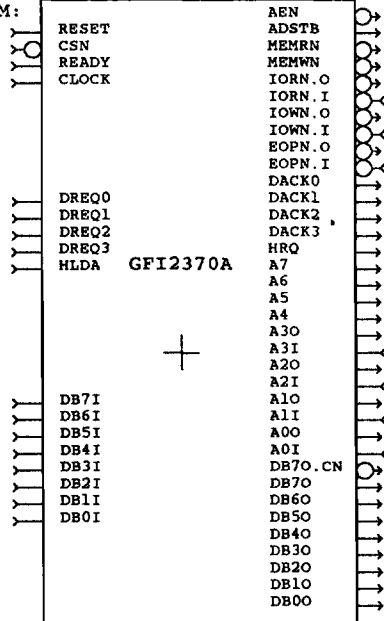 M:
AEN
RESET ADSTB
CSN MEMRN
READY MEMWN
CLOCK IORN.O
IORN.I
IOWN.O
IOWN.I
EOPN.O
EOPN.I
DACK0
DREQ0 DACK1
DREQ1 DACK2
DREQ2 DACK3
DREQ3 HRQ
HLDA GFI2370A A7
A6
A5
A4
A3O
A3I
A2O
A2I
DB7I A1O
DB6I A1I
DB5I A0O
DB4I A0I
DB3I DB7O.CN
DB2I DB7O
DB1I DB6O
DB0I DB5O
DB4O
DB3O
DB2O
DB1O
DB0O